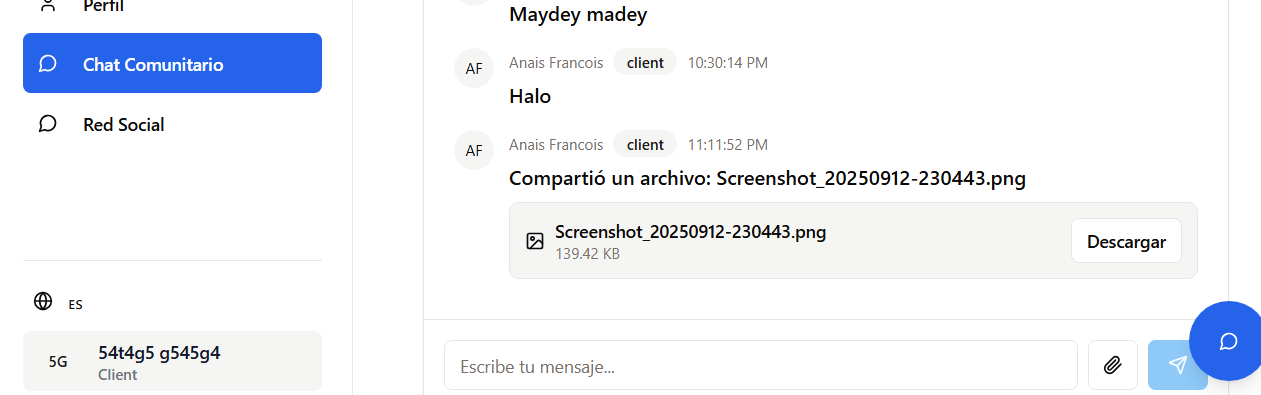 Perfil
Chat Comunitario
Red Social
ES
5G
54t4g5 g545g4
Client
Maydey madey
AF
Anais Francois client 10:30:14 PM
Halo
AF
Anais Francois client 11:11:52 PM
Compartió un archivo: Screenshot_20250912-230443.png
Screenshot_20250912-230443.png
139.42 KB
Descargar
Escribe tu mensaje...